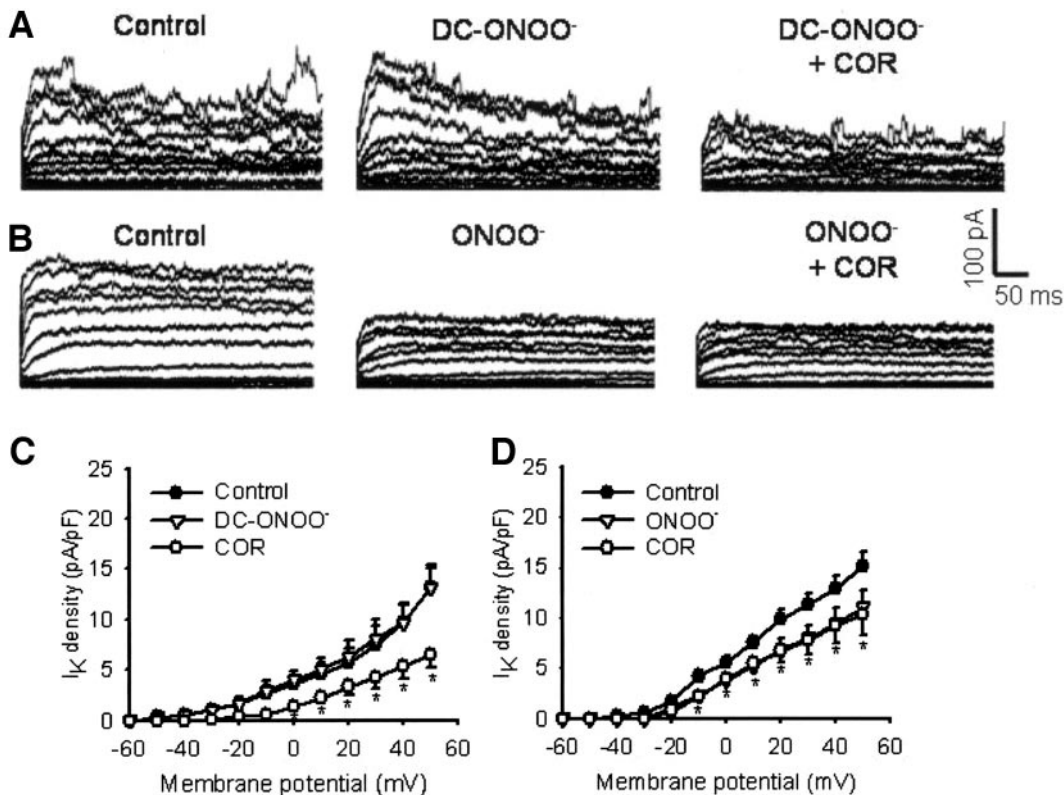 A
Control
DC-ONOO⁻
DC-ONOO⁻
+ COR
B
Control
ONOO⁻
ONOO⁻
+ COR
100 pA
50 ms
C
25
20
15
10
5
0
I_K density (pA/pF)
Control
DC-ONOO⁻
COR
* * * * * *
-60 -40 -20 0 20 40 60
Membrane potential (mV)
D
25
20
15
10
5
0
I_K density (pA/pF)
Control
ONOO⁻
COR
* * * * * * *
-60 -40 -20 0 20 40 60
Membrane potential (mV)